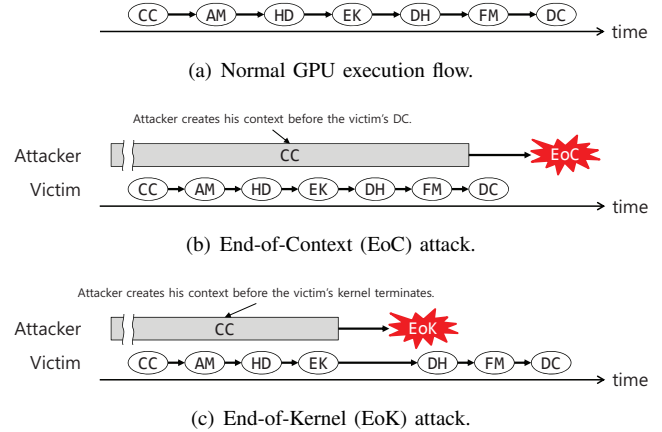 CC AM HD EK DH FM DC
time
(a) Normal GPU execution flow.
Attacker creates his context before the victim's DC.
Attacker CC EoC
Victim CC AM HD EK DH FM DC
time
(b) End-of-Context (EoC) attack.
Attacker creates his context before the victim's kernel terminates.
Attacker CC EoK
Victim CC AM HD EK DH FM DC
time
(c) End-of-Kernel (EoK) attack.